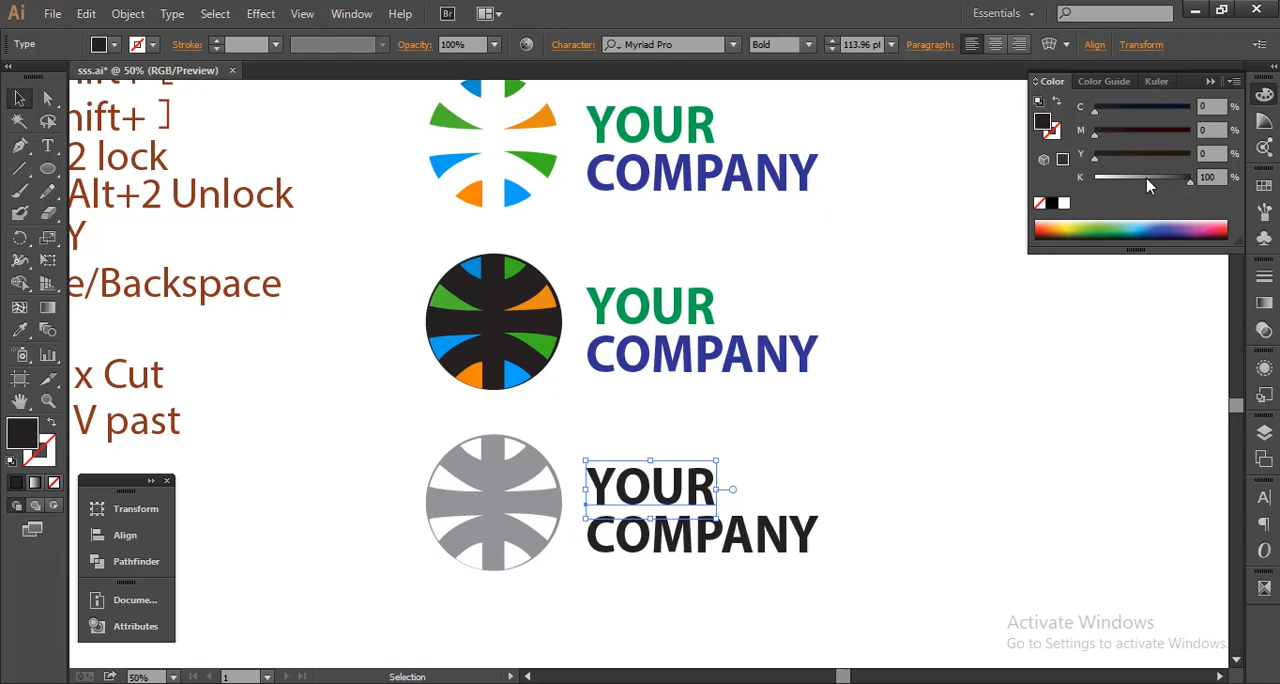 Ai File Edit Object Type Select Effect View Window Help Br Essentials
Type Stroke: Opacity: 100% Character: Myriad Pro Bold 113.96 pt Paragraph: Align Transform
sss.ai* @ 50% (RGB/Preview) ×
hift+ ]
2 lock
Alt+2 Unlock
Y
e/Backspace
x Cut
V past
YOUR
COMPANY
YOUR
COMPANY
YOUR
COMPANY
Color Color Guide Kuler
C 0 %
M 0 %
Y 0 %
K 100 %
Transform
Align
Pathfinder
Docume...
Attributes
Activate Windows
Go to Settings to activate Windows.
50% 1 Selection